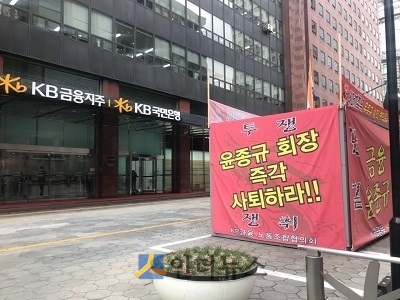 KB금융지주 KB국민은행
투쟁
윤종규 회장
즉각
사퇴하라!!
쟁취
KB금융 노동조합협의회
금융
윤종규